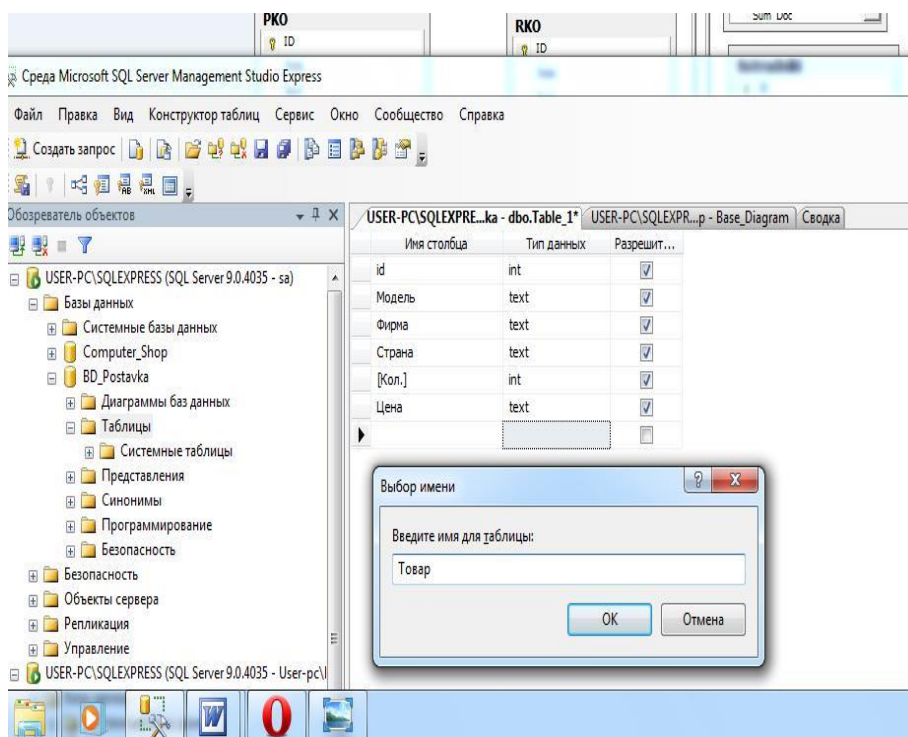 PKO
ID
RKO
ID
Sum_Doc
Среда Microsoft SQL Server Management Studio Express
Файл Правка Вид Конструктор таблиц Сервис Окно Сообщество Справка
Создать запрос
Обозреватель объектов
USER-PC\SQLEXPRE...ka - dbo.Table_1* USER-PC\SQLEXPR...p - Base_Diagram Сводка
Имя столбца Тип данных Разрешит...
id int
Модель text
Фирма text
Страна text
[Кол.] int
Цена text
USER-PC\SQLEXPRESS (SQL Server 9.0.4035 - sa)
Базы данных
Системные базы данных
Computer_Shop
BD_Postavka
Диаграммы баз данных
Таблицы
Системные таблицы
Представления
Синонимы
Программирование
Безопасность
Безопасность
Объекты сервера
Репликация
Управление
USER-PC\SQLEXPRESS (SQL Server 9.0.4035 - User-pc\
Выбор имени
Введите имя для таблицы:
Товар
OK Отмена